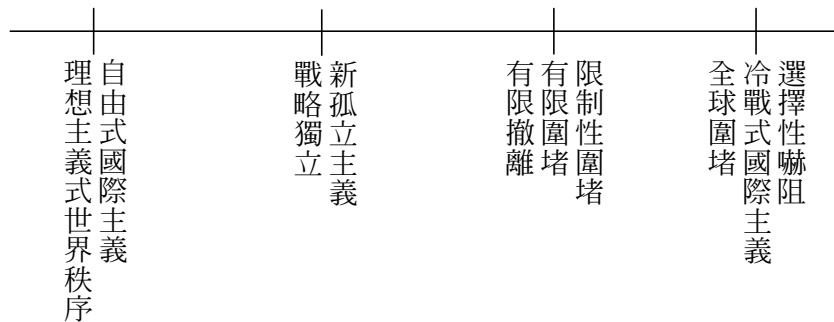 選擇性嚇阻
冷戰式國際主義
全球圍堵
限制性圍堵
有限圍堵
有限撤離
新孤立主義
戰略獨立
自由式國際主義
理想主義式世界秩序